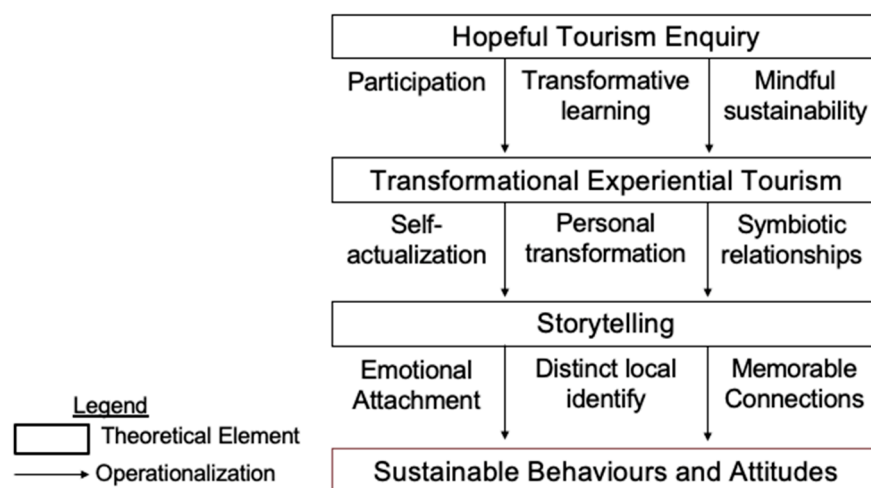 Hopeful Tourism Enquiry
Participation
Transformative
learning
Mindful
sustainability
Transformational Experiential Tourism
Self-
actualization
Personal
transformation
Symbiotic
relationships
Storytelling
Emotional
Attachment
Distinct local
identify
Memorable
Connections
Sustainable Behaviours and Attitudes
Legend
Theoretical Element
Operationalization